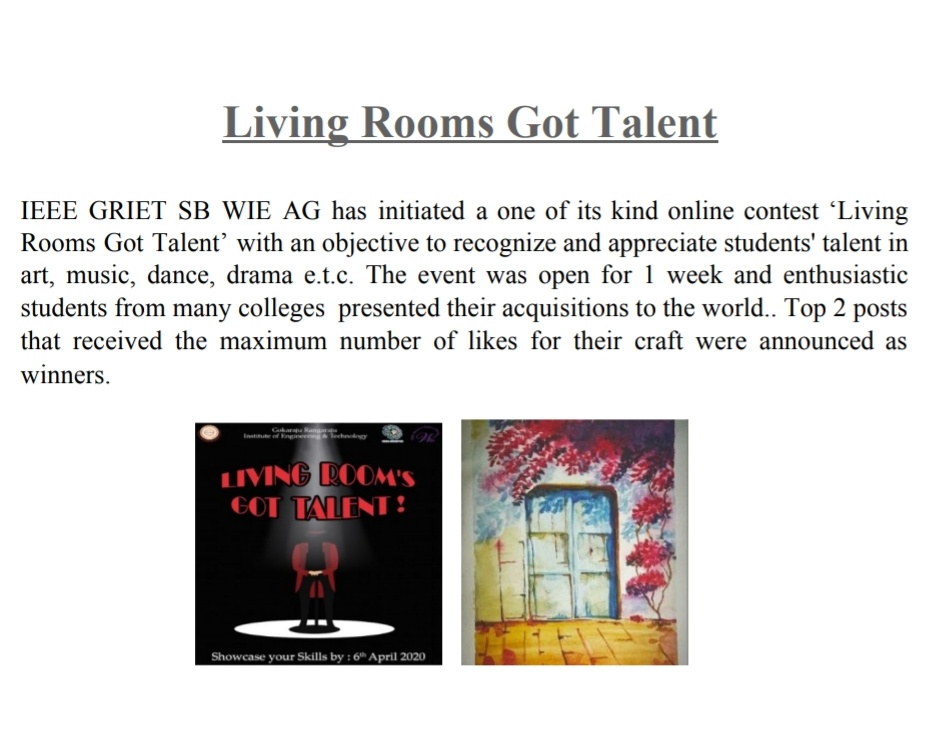 Living Rooms Got Talent
IEEE GRIET SB WIE AG has initiated a one of its kind online contest ‘Living
Rooms Got Talent’ with an objective to recognize and appreciate students' talent in
art, music, dance, drama e.t.c. The event was open for 1 week and enthusiastic
students from many colleges  presented their acquisitions to the world.. Top 2 posts
that received the maximum number of likes for their craft were announced as
winners.
Gokaraju Rangaraju
Institute of Engineering & Technology
LIVING ROOM'S
GOT TALENT!
Showcase your Skills by : 6th April 2020